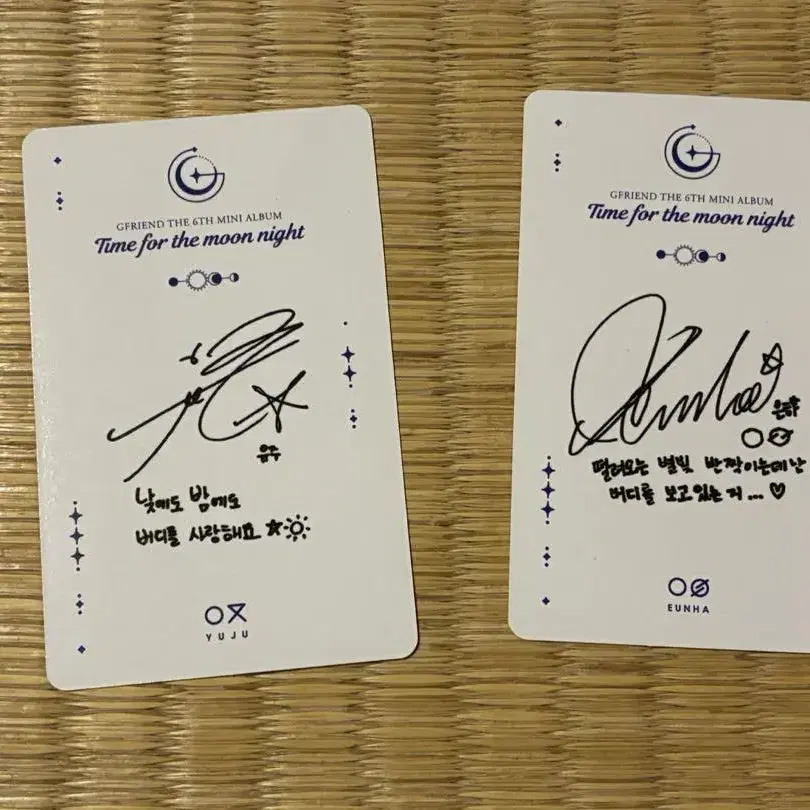 GFRIEND THE 6TH MINI ALBUM
Time for the moon night
유주
낮에도 밤에도
버디를 사랑해요
YUJU
GFRIEND THE 6TH MINI ALBUM
Time for the moon night
Eunha
은하
떨려오는 별빛 반짝이는데 난
버디를 보고 있는 거... ♡
EUNHA